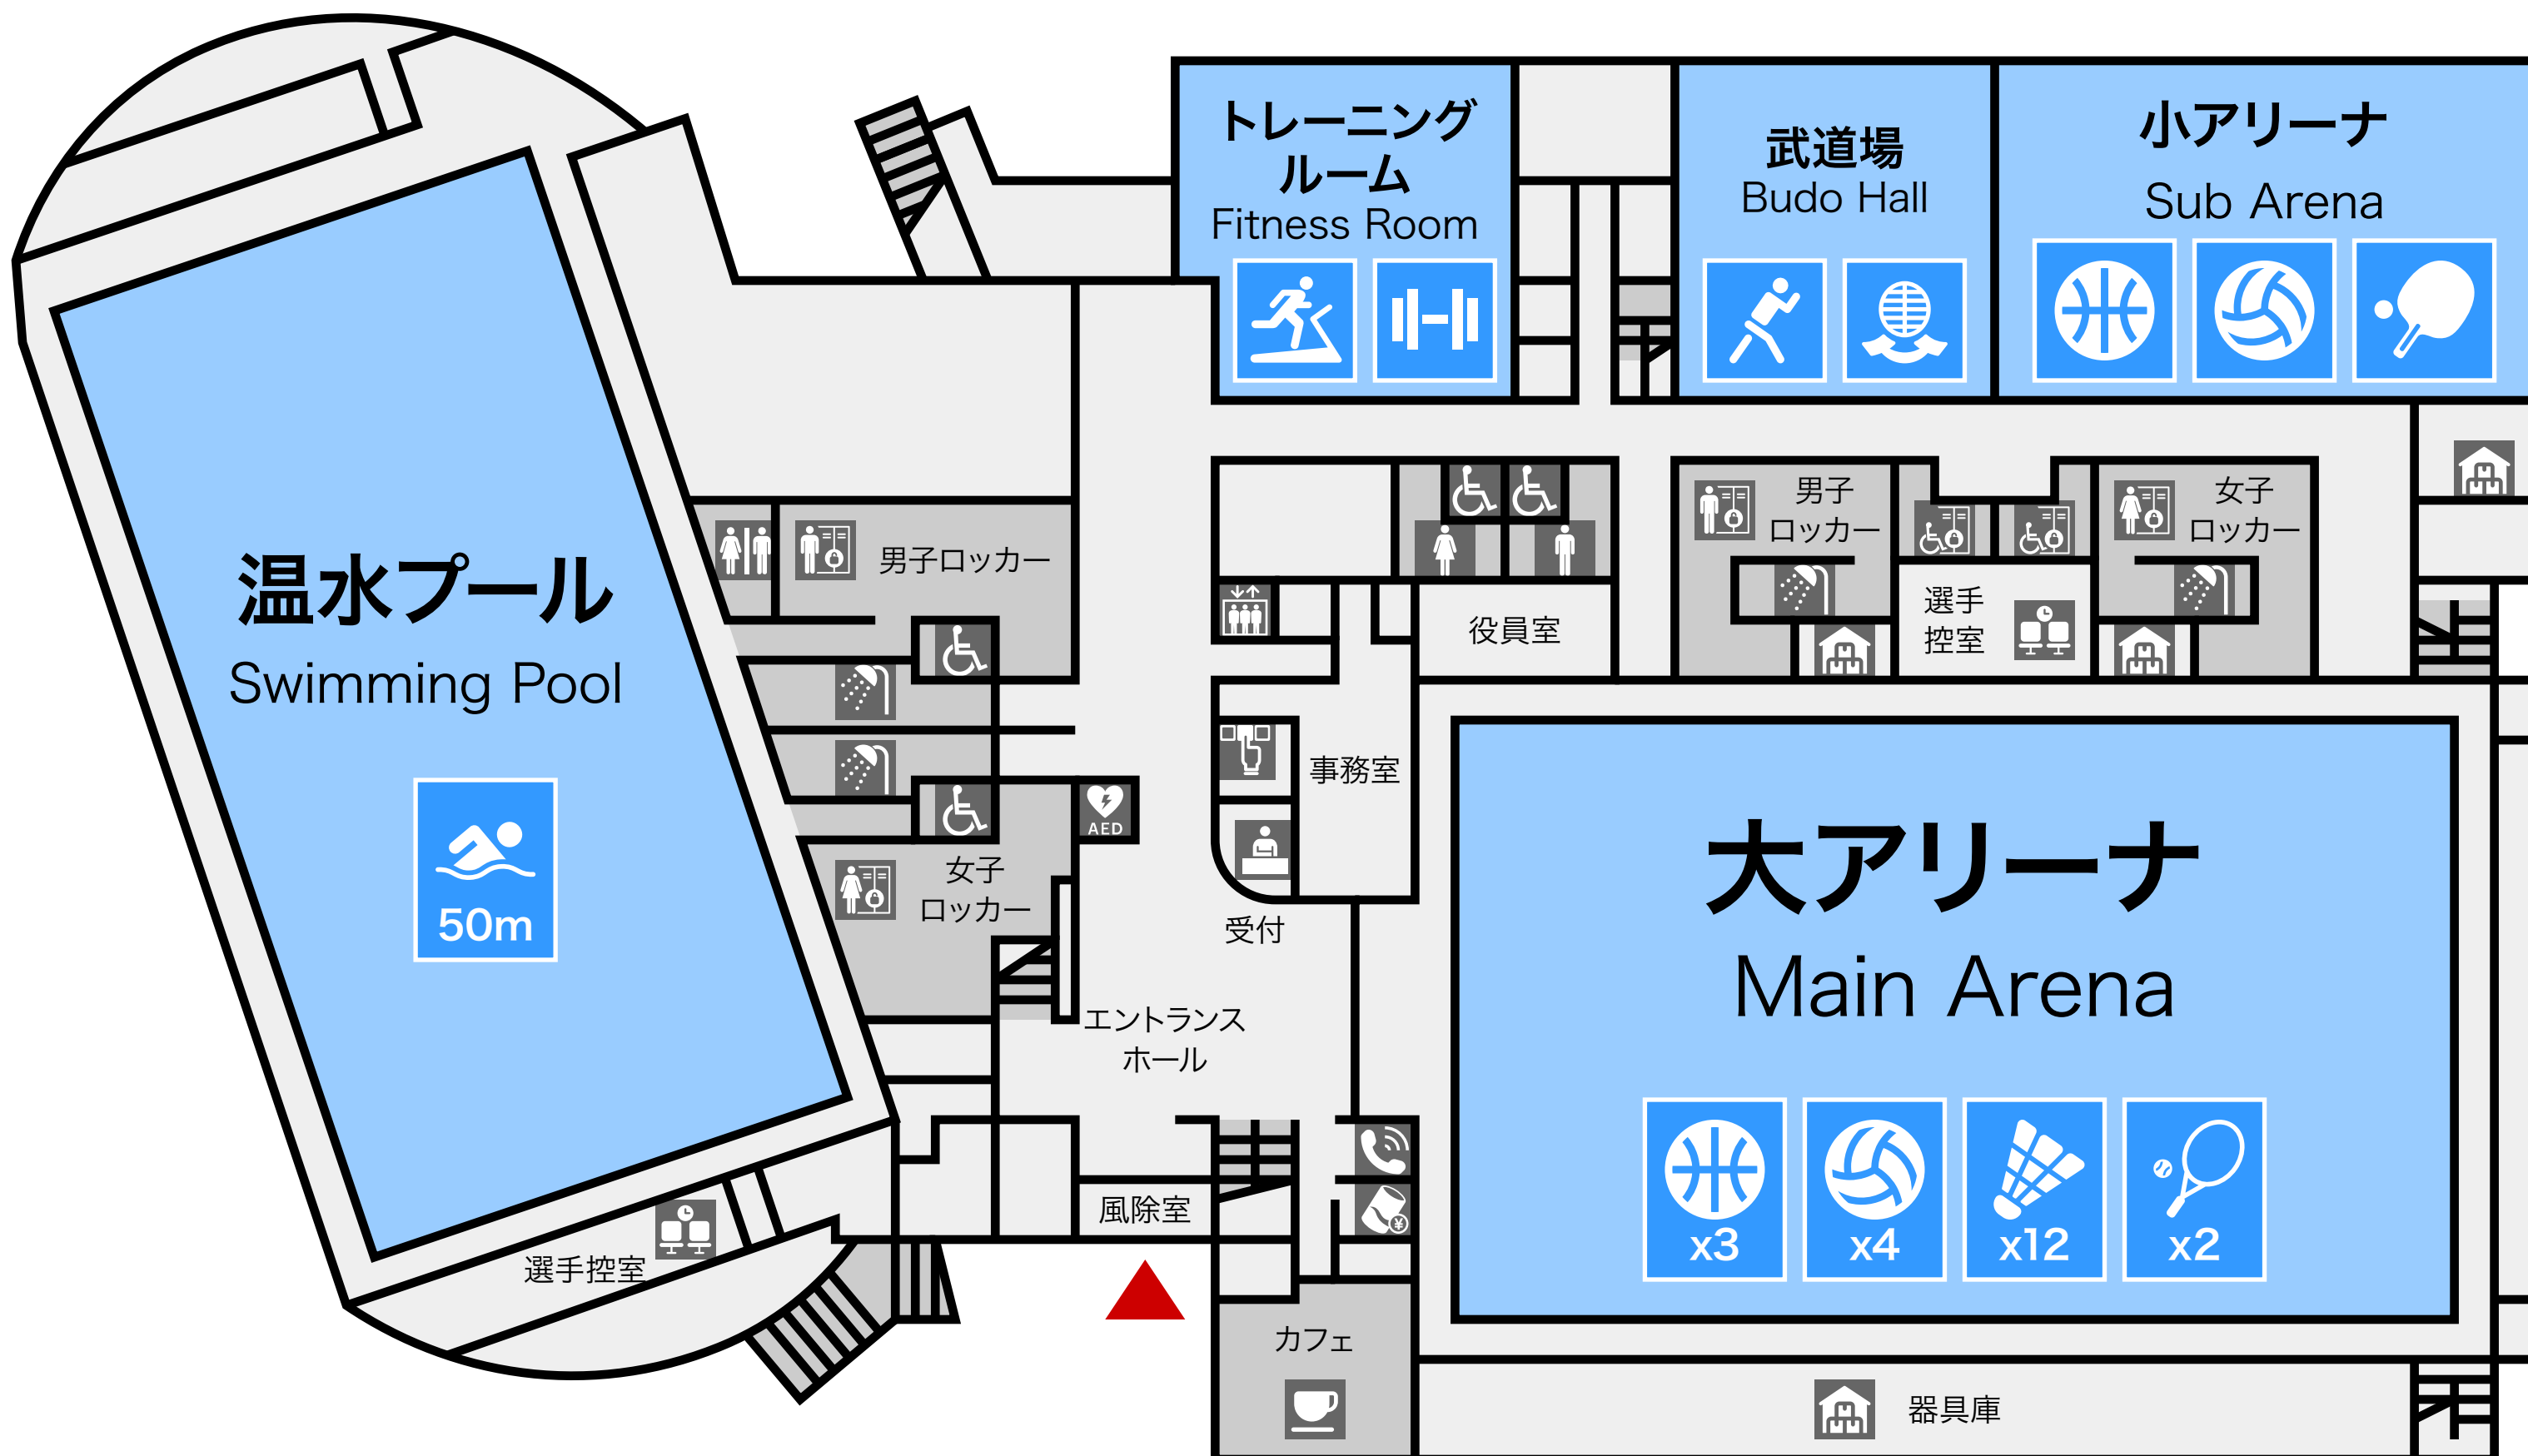 トレーニング
ルーム
Fitness Room
武道場
Budo Hall
小アリーナ
Sub Arena
温水プール
Swimming Pool
50m
男子ロッカー
女子
ロッカー
AED
役員室
事務室
受付
エントランス
ホール
風除室
選手控室
¥
カフェ
男子
ロッカー
選手
控室
女子
ロッカー
大アリーナ
Main Arena
x3
x4
x12
x2
器具庫